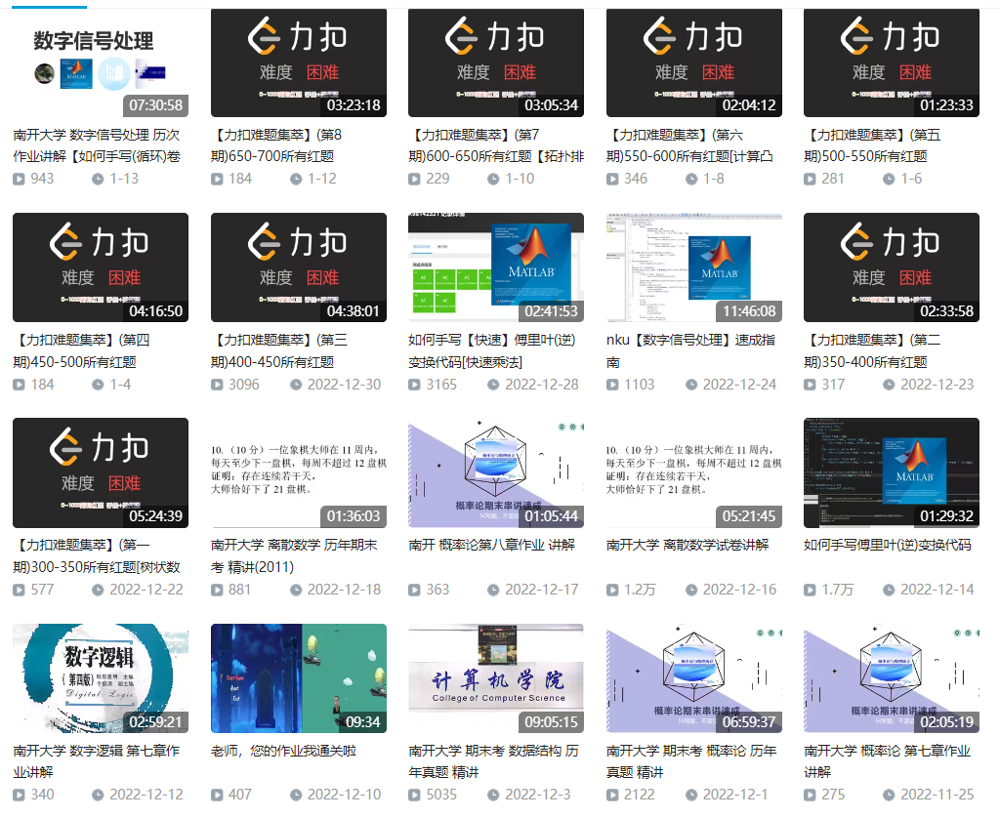 数字信号处理
MATLAB
07:30:58
南开大学 数字信号处理 历次
作业讲解【如何手写(循环)卷
943 1-13
力扣
难度 困难
03:23:18
【力扣难题集萃】(第8
期)650-700所有红题
184 1-12
力扣
难度 困难
03:05:34
【力扣难题集萃】(第7
期)600-650所有红题【拓扑排
229 1-10
力扣
难度 困难
02:04:12
【力扣难题集萃】(第六
期)550-600所有红题[计算凸
346 1-8
力扣
难度 困难
01:23:33
【力扣难题集萃】(第五
期)500-550所有红题
281 1-6
力扣
难度 困难
04:16:50
【力扣难题集萃】(第四
期)450-500所有红题
184 1-4
力扣
难度 困难
04:38:01
【力扣难题集萃】(第三
期)400-450所有红题
3096 2022-12-30
AC AC AC AC
AC AC
MATLAB
02:41:53
如何手写【快速】傅里叶(逆)
变换代码[快速乘法]
3165 2022-12-28
MATLAB
11:46:08
nku【数字信号处理】速成指
南
1103 2022-12-24
力扣
难度 困难
02:33:58
【力扣难题集萃】(第二
期)350-400所有红题
317 2022-12-23
力扣
难度 困难
05:24:39
【力扣难题集萃】(第一
期)300-350所有红题[树状数
577 2022-12-22
10.（10 分）一位象棋大师在 11 周内，
每天至少下一盘棋，每周不超过 12 盘棋
证明：存在连续若干天，
大师恰好下了 21 盘棋。
01:36:03
南开大学 离散数学 历年期末
考 精讲(2011)
881 2022-12-18
概率论期末串讲速成
01:05:44
南开 概率论第八章作业 讲解
363 2022-12-17
10.（10 分）一位象棋大师在 11 周内，
每天至少下一盘棋，每周不超过 12 盘棋
证明：存在连续若干天，
大师恰好下了 21 盘棋。
05:21:45
南开大学 离散数学试卷讲解
1.2万 2022-12-16
MATLAB
01:29:32
如何手写傅里叶(逆)变换代码
1.7万 2022-12-14
数字逻辑
（第四版）
欧阳星明 主编
于俊清 副主编
Digital Logic
02:59:21
南开大学 数字逻辑 第七章作
业讲解
340 2022-12-12
09:34
老师，您的作业我通关啦
407 2022-12-10
计算机学院
College of Computer Science
09:05:15
南开大学 期末考 数据结构 历
年真题 精讲
5035 2022-12-3
概率论期末串讲速成
06:59:37
南开大学 期末考 概率论 历年
真题 精讲
2122 2022-12-1
概率论期末串讲速成
02:05:19
南开大学 概率论 第七章作业
讲解
275 2022-11-25